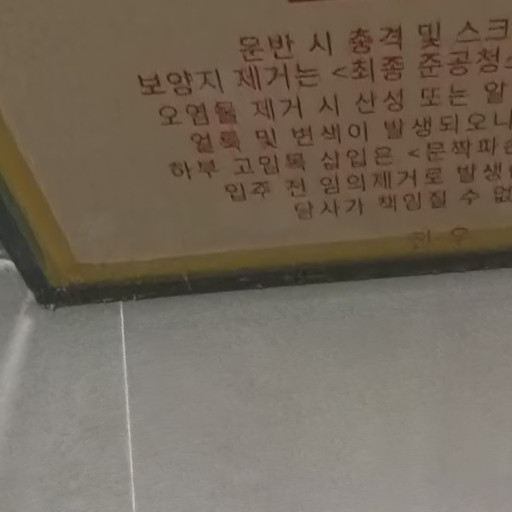 운반 시 충격 및 스크
보양지 제거는 <최종 준공청소
오염물 제거 시 산성 또는 알
얼룩 및 변색이 발생되오니
하부 고임목 삽입은 <문짝파손
입주 전 임의제거로 발생
당사가 책임질 수 없